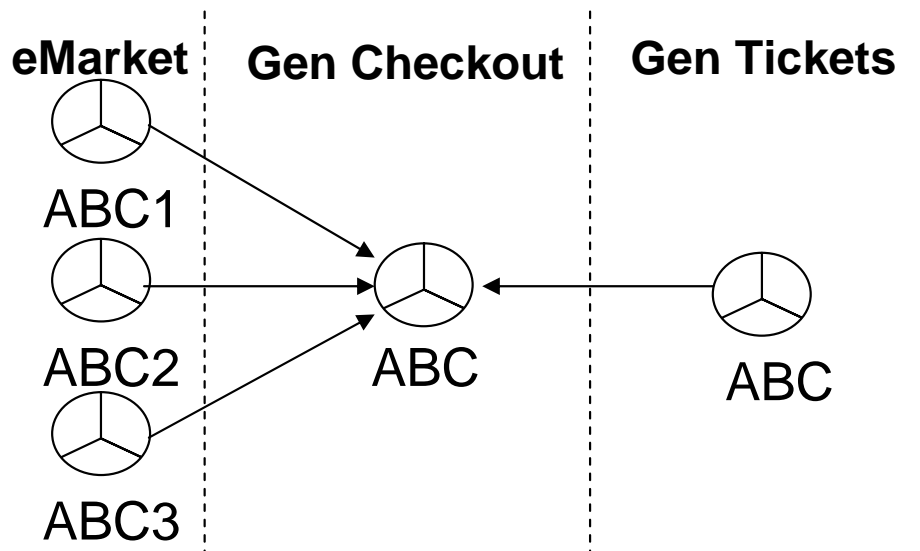 eMarket
Gen Checkout
Gen Tickets
ABC1
ABC2
ABC
ABC
ABC3